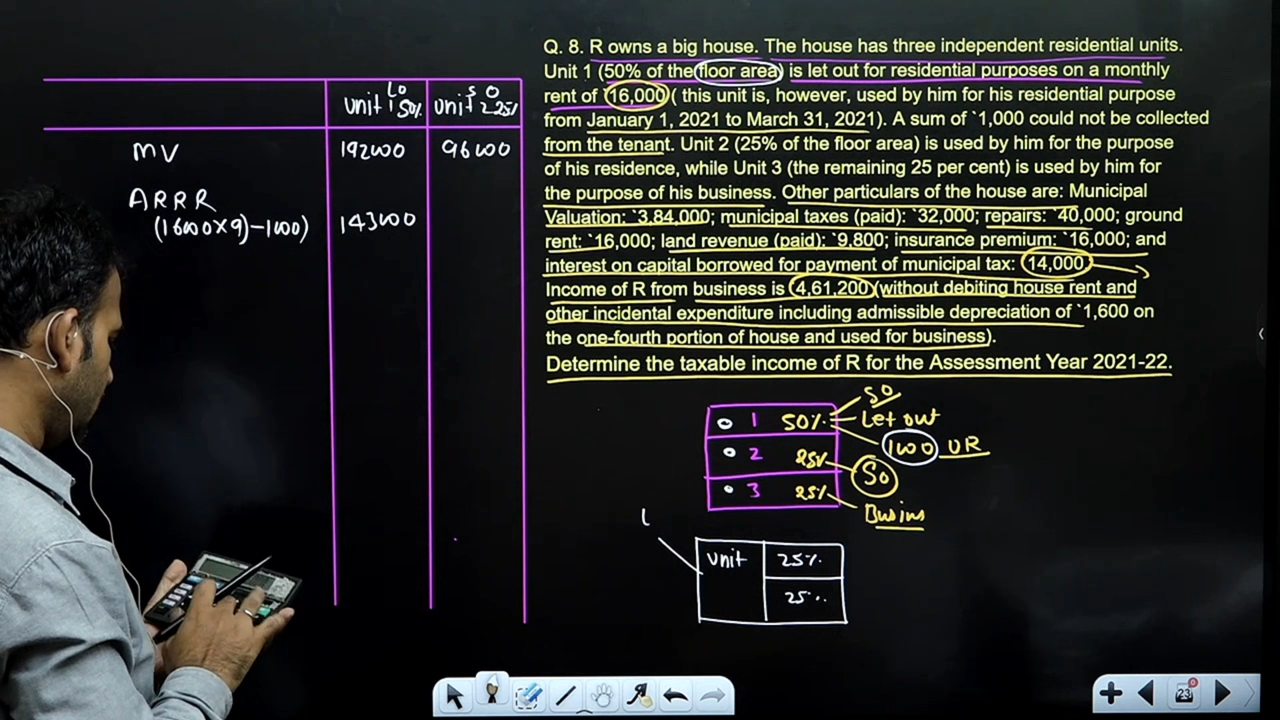 Q. 8. R owns a big house. The house has three independent residential units.
Unit 1 (50% of the floor area) is let out for residential purposes on a monthly
rent of `16,000 ( this unit is, however, used by him for his residential purpose
from January 1, 2021 to March 31, 2021). A sum of `1,000 could not be collected
from the tenant. Unit 2 (25% of the floor area) is used by him for the purpose
of his residence, while Unit 3 (the remaining 25 per cent) is used by him for
the purpose of his business. Other particulars of the house are: Municipal
Valuation: `3,84,000; municipal taxes (paid): `32,000; repairs: `40,000; ground
rent: `16,000; land revenue (paid): `9,800; insurance premium: `16,000; and
interest on capital borrowed for payment of municipal tax: `14,000
Income of R from business is `4,61,200 (without debiting house rent and
other incidental expenditure including admissible depreciation of `1,600 on
the one-fourth portion of house and used for business).
Determine the taxable income of R for the Assessment Year 2021-22.
LO
SO
Unit 1 50%
Unit 2 25%
MV 192000 96000
ARRR
(16000×9)-1000) 143000
SO
1 50% Let out
1000 UR
2 25% SO
3 25%
Busins
Unit 25%
25%
23